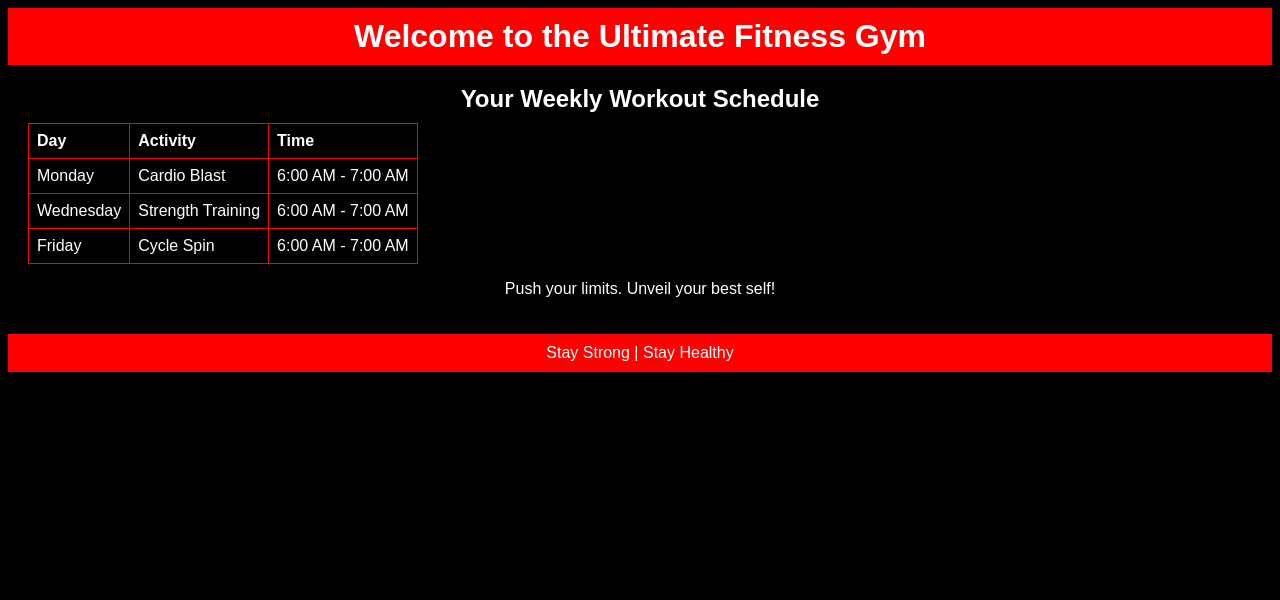 Welcome to the Ultimate Fitness Gym
Your Weekly Workout Schedule
Day Activity Time
Monday Cardio Blast 6:00 AM - 7:00 AM
Wednesday Strength Training 6:00 AM - 7:00 AM
Friday Cycle Spin 6:00 AM - 7:00 AM
Push your limits. Unveil your best self!
Stay Strong | Stay Healthy